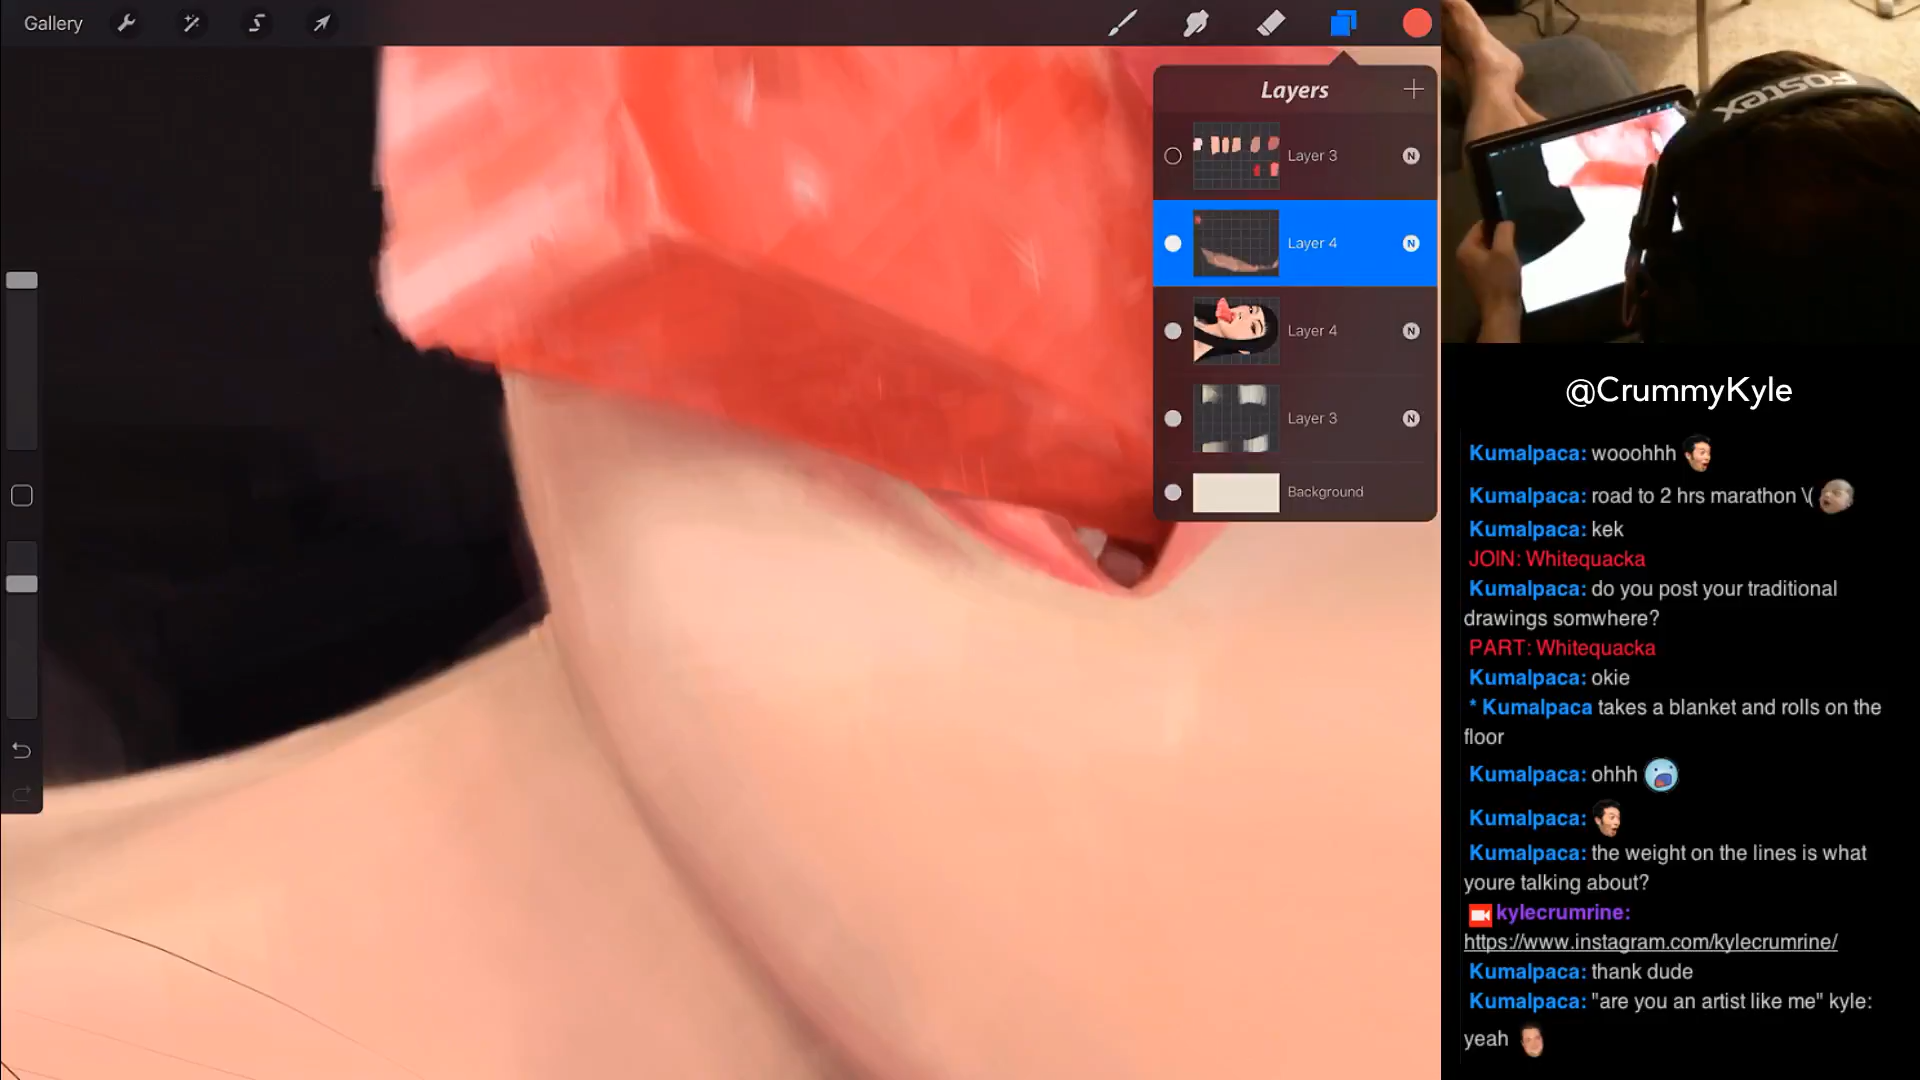 Gallery
Layers
Layer 3
N
Layer 4
N
Layer 4
N
Layer 3
N
Background
FOSTEX
@CrummyKyle
Kumalpaca: wooohhh
Kumalpaca: road to 2 hrs marathon \(
Kumalpaca: kek
JOIN: Whitequacka
Kumalpaca: do you post your traditional
drawings somwhere?
PART: Whitequacka
Kumalpaca: okie
* Kumalpaca takes a blanket and rolls on the
floor
Kumalpaca: ohhh
Kumalpaca:
Kumalpaca: the weight on the lines is what
youre talking about?
kylecrumrine:
https://www.instagram.com/kylecrumrine/
Kumalpaca: thank dude
Kumalpaca: "are you an artist like me" kyle:
yeah